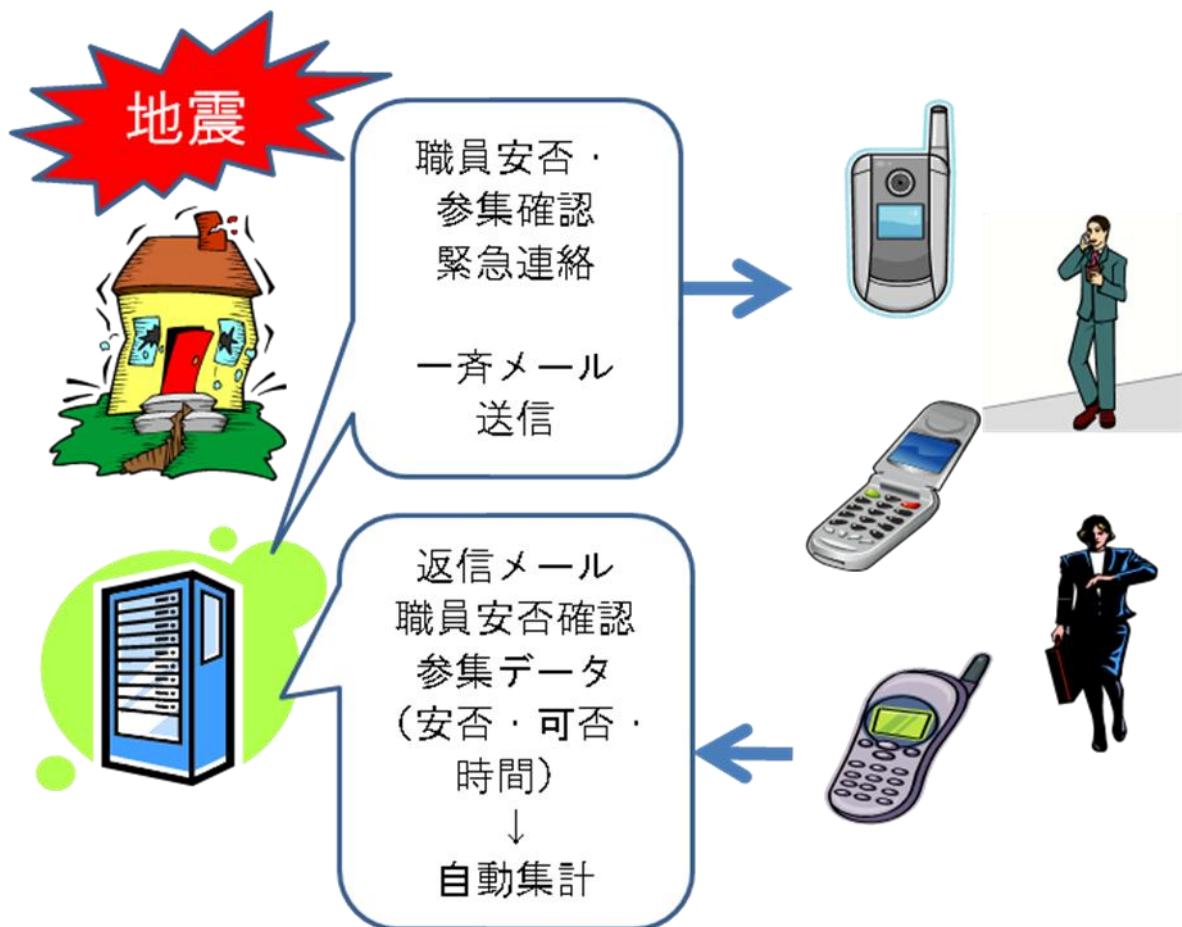 地震
職員安否・
参集確認
緊急連絡
一斉メール
送信
返信メール
職員安否確認
参集データ
(安否・可否・
時間)
↓
自動集計